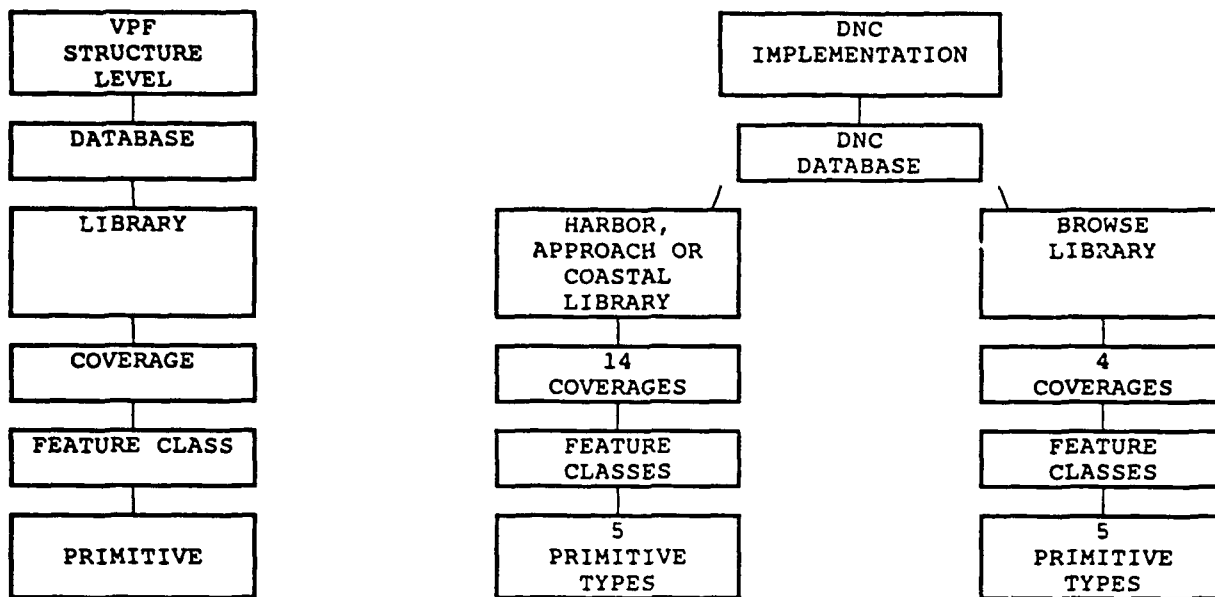 VPF
STRUCTURE
LEVEL
DATABASE
LIBRARY
COVERAGE
FEATURE CLASS
PRIMITIVE
DNC
IMPLEMENTATION
DNC
DATABASE
HARBOR,
APPROACH OR
COASTAL
LIBRARY
14
COVERAGES
FEATURE
CLASSES
5
PRIMITIVE
TYPES
BROWSE
LIBRARY
4
COVERAGES
FEATURE
CLASSES
5
PRIMITIVE
TYPES